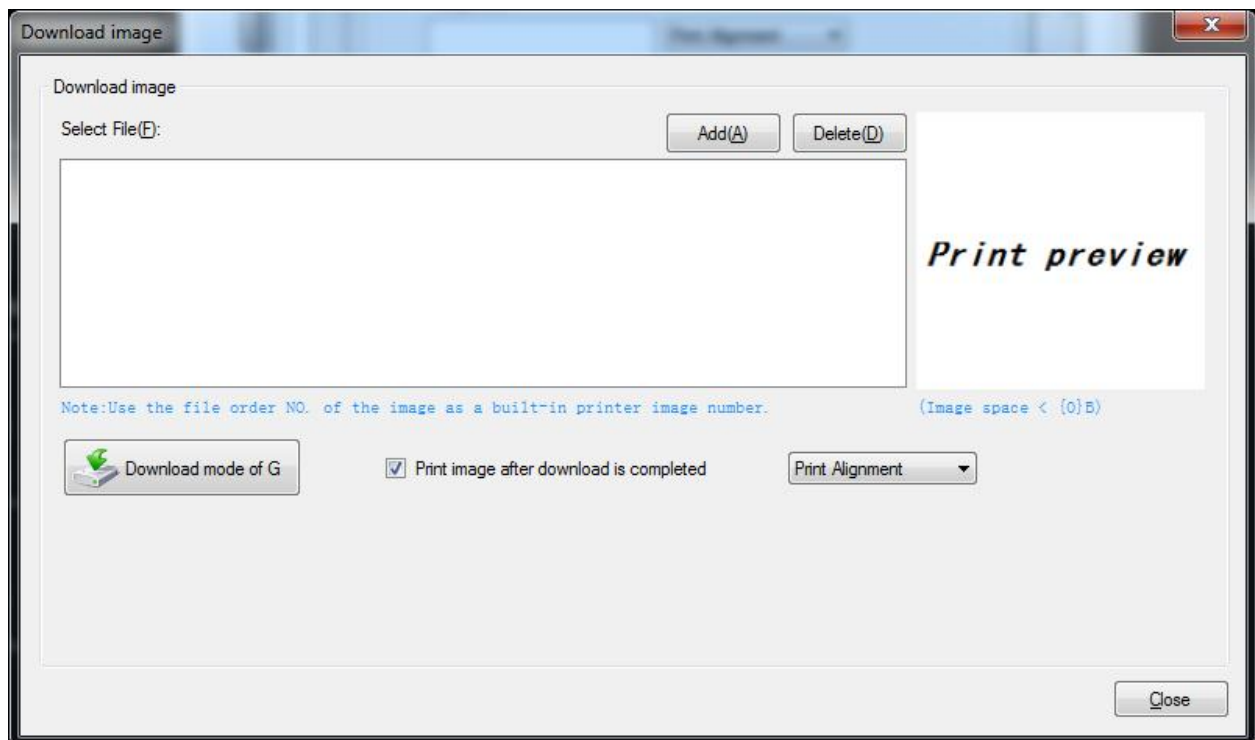 Download image
Download image
Select File(F):
Add(A)
Delete(D)
Print preview
Note:Use the file order NO. of the image as a built-in printer image number.
(Image space < {0}B)
Download mode of G
Print image after download is completed
Print Alignment
Close